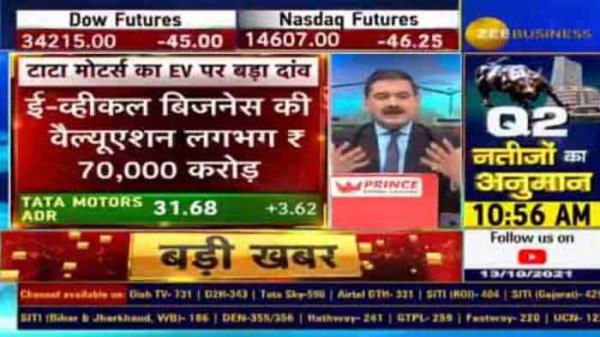 Dow Futures
34215.00 -45.00
Nasdaq Futures
14607.00 -46.25
ZEE BUSINESS
टाटा मोटर्स का EV पर बड़ा दांव
ई-व्हीकल बिजनेस की
वैल्यूएशन लगभग ₹
70,000 करोड़
TATA MOTORS
ADR
31.68 +3.62
PRINCE
Q2
नतीजों का
अनुमान
10:56 AM
बड़ी खबर
Follow us on
13/10/2021
Channel available on: Dish TV- 731 | D2H-343 | Tata Sky-598 | Airtel DTH- 331 | SITI (ROI)- 404 | SITI (Gujarat)- 425
SITI (Bihar & Jharkhand, WB)- 186 | DEN-355/356 | Hathway- 241 | GTPL- 259 | Fastway- 220 | UCN- 12